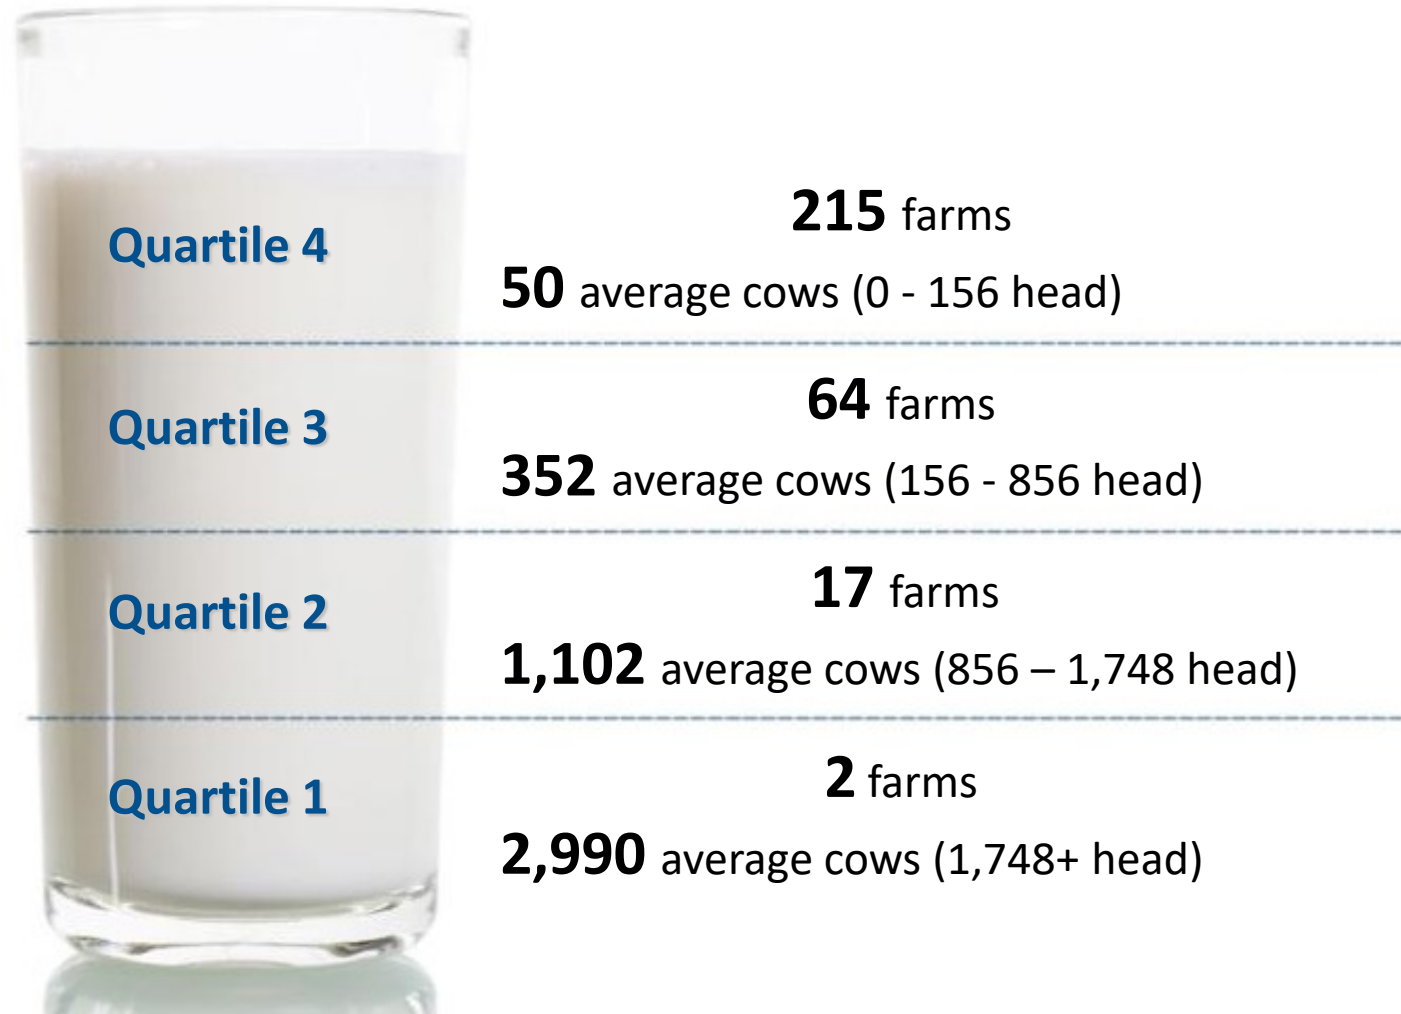 Quartile 4
215 farms
50 average cows (0 - 156 head)
Quartile 3
64 farms
352 average cows (156 - 856 head)
Quartile 2
17 farms
1,102 average cows (856 – 1,748 head)
Quartile 1
2 farms
2,990 average cows (1,748+ head)